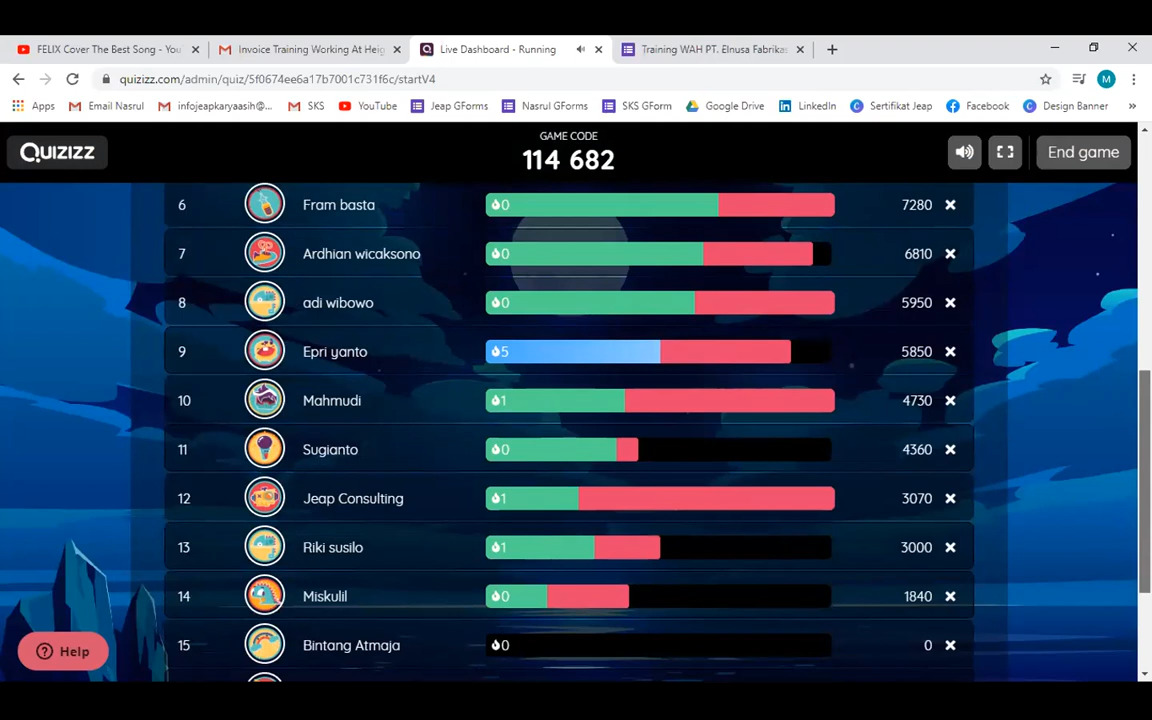 FELIX Cover The Best Song - You
Invoice Training Working At Heig
Live Dashboard - Running
Training WAH PT. Elnusa Fabrikas
quizizz.com/admin/quiz/5f0674ee6a17b7001c731f6c/startV4
M
Apps
Email Nasrul
infojeapkaryaasih@...
SKS
YouTube
Jeap GForms
Nasrul GForms
SKS GForm
Google Drive
LinkedIn
Sertifikat Jeap
Facebook
Design Banner
QUIZIZZ
GAME CODE
114 682
End game
6 Fram basta 0 7280
7 Ardhian wicaksono 0 6810
8 adi wibowo 0 5950
9 Epri yanto 5 5850
10 Mahmudi 1 4730
11 Sugianto 0 4360
12 Jeap Consulting 1 3070
13 Riki susilo 1 3000
14 Miskulil 0 1840
15 Bintang Atmaja 0 0
Help